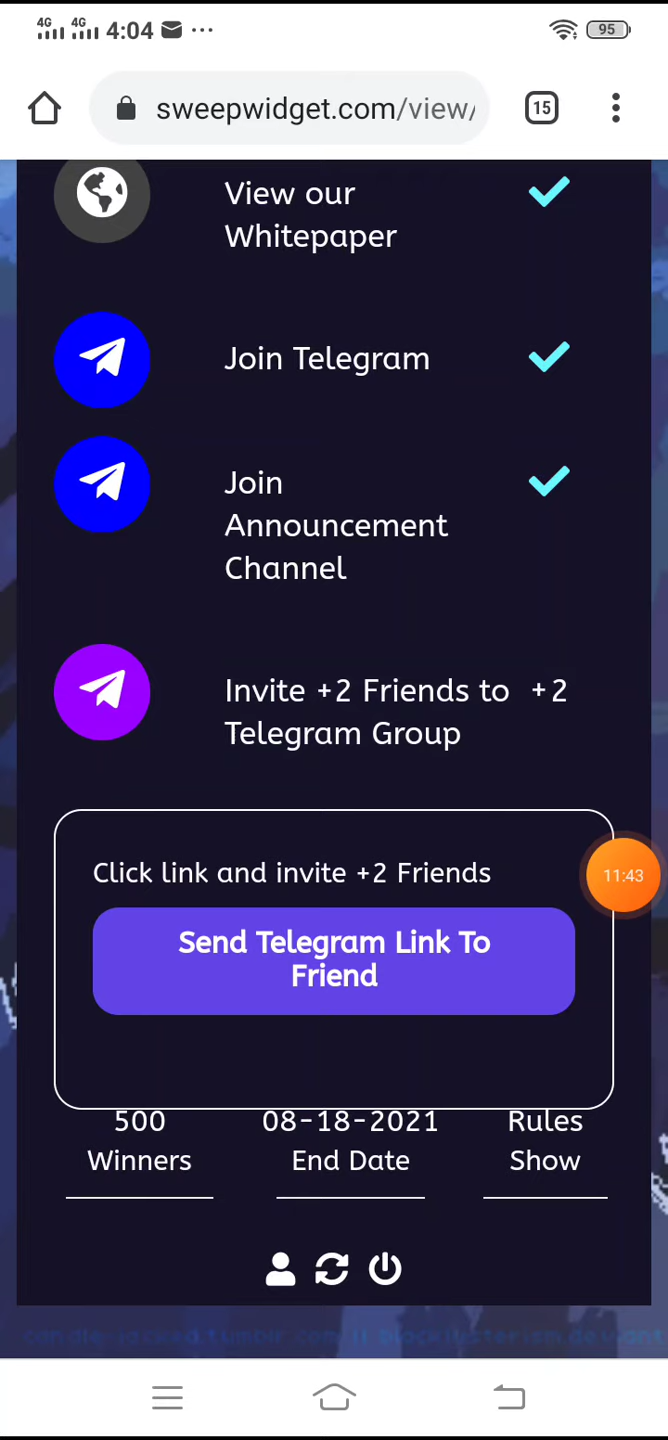 4G 4G 4:04 ... 95
sweepwidget.com/view/ 15
View our
Whitepaper
Join Telegram
Join
Announcement
Channel
Invite +2 Friends to +2
Telegram Group
Click link and invite +2 Friends
11:43
Send Telegram Link To
Friend
500 08-18-2021 Rules
Winners End Date Show